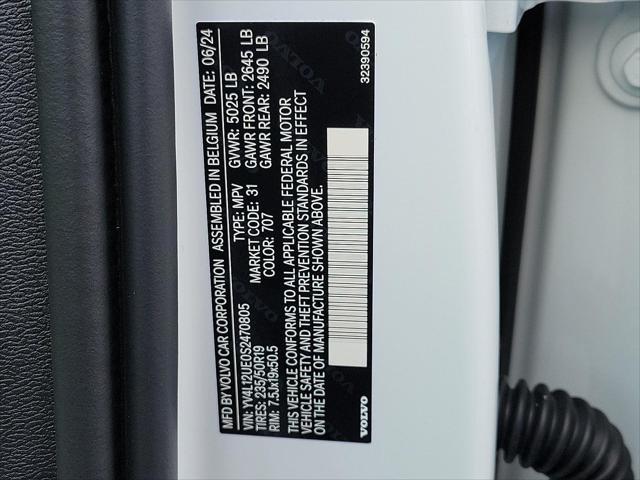 MFD BY VOLVO CAR CORPORATION ASSEMBLED IN BELGIUM DATE: 06/24
VIN: YV4L12UE0S2470805 TYPE: MPV GVWR: 5025 LB
TIRES: 235/50R19 MARKET CODE: 31 GAWR FRONT: 2645 LB
RIM: 7.5Jx19x50.5 COLOR: 707 GAWR REAR: 2490 LB
THIS VEHICLE CONFORMS TO ALL APPLICABLE FEDERAL MOTOR
VEHICLE SAFETY AND THEFT PREVENTION STANDARDS IN EFFECT
ON THE DATE OF MANUFACTURE SHOWN ABOVE.
VOLVO 32390594